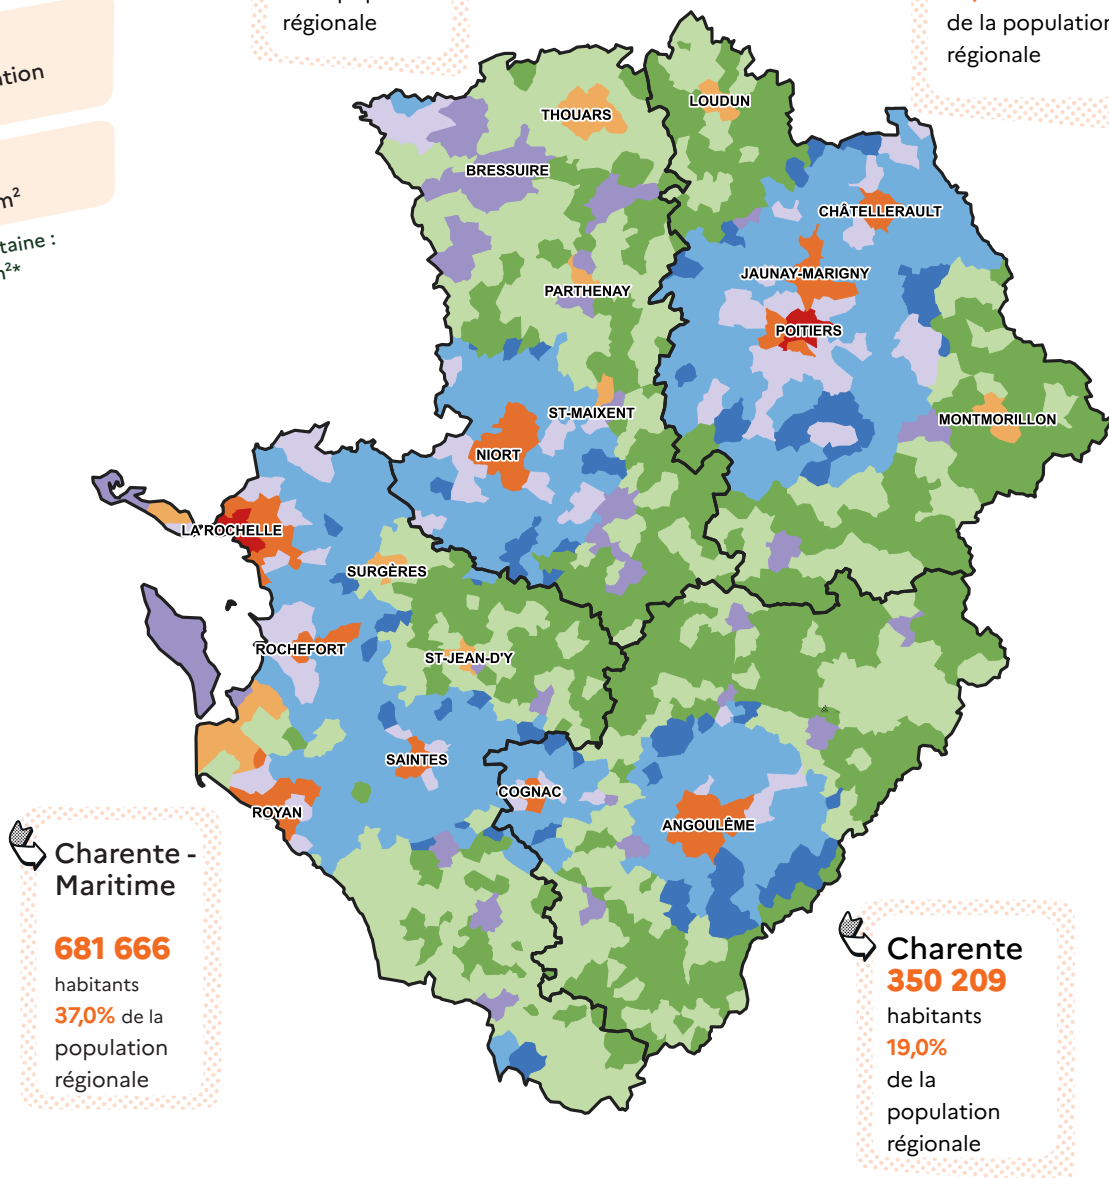 régionale
de la population
régionale
m²
taine :
THOUARS
LOUDUN
BRESSUIRE
CHÂTELLERAULT
JAUNAY-MARIGNY
PARTHENAY
POITIERS
ST-MAIXENT
MONTMORILLON
NIORT
LA ROCHELLE
SURGÈRES
ROCHEFORT
ST-JEAN-D'Y
SAINTES
COGNAC
ROYAN
ANGOULÊME
Charente -
Maritime
681 666
habitants
37,0% de la
population
régionale
Charente
350 209
habitants
19,0%
de la
population
régionale